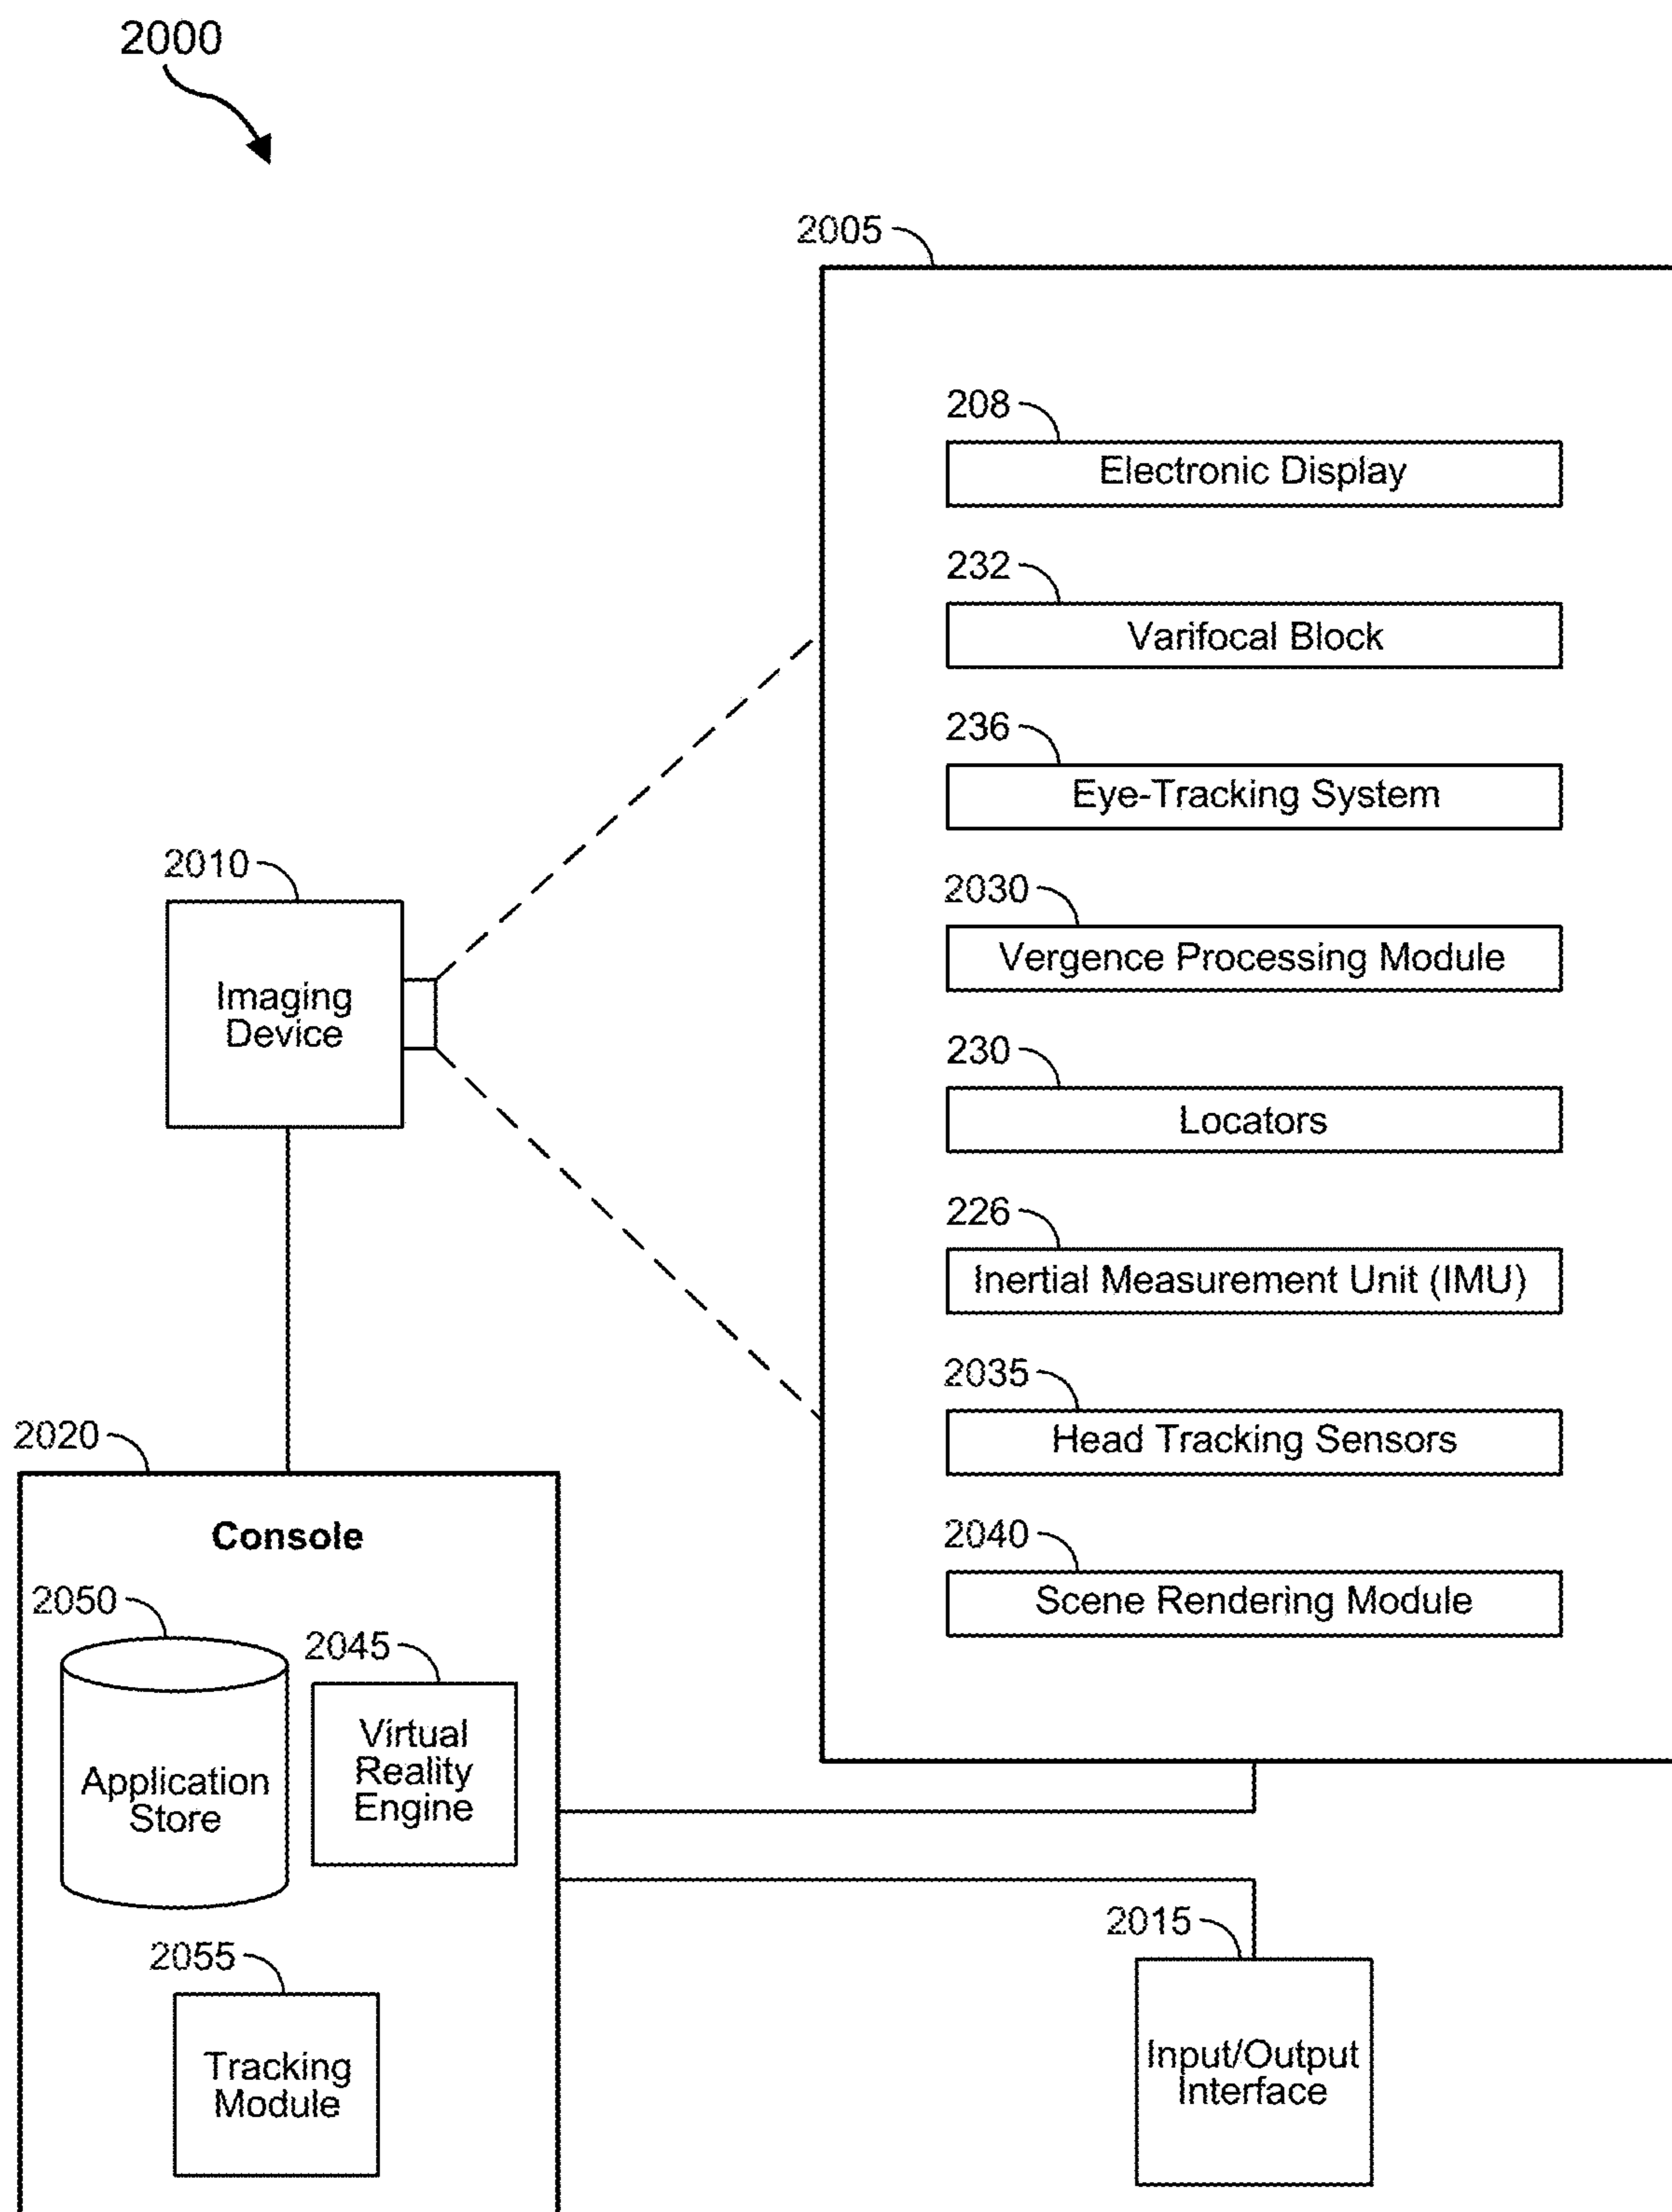 2000
2005
208
Electronic Display
232
Varifocal Block
236
Eye-Tracking System
2010
Imaging
Device
2030
Vergence Processing Module
230
Locators
226
Inertial Measurement Unit (IMU)
2035
Head Tracking Sensors
2040
Scene Rendering Module
2020
Console
2050
Application
Store
2045
Virtual
Reality
Engine
2055
Tracking
Module
2015
Input/Output
Interface